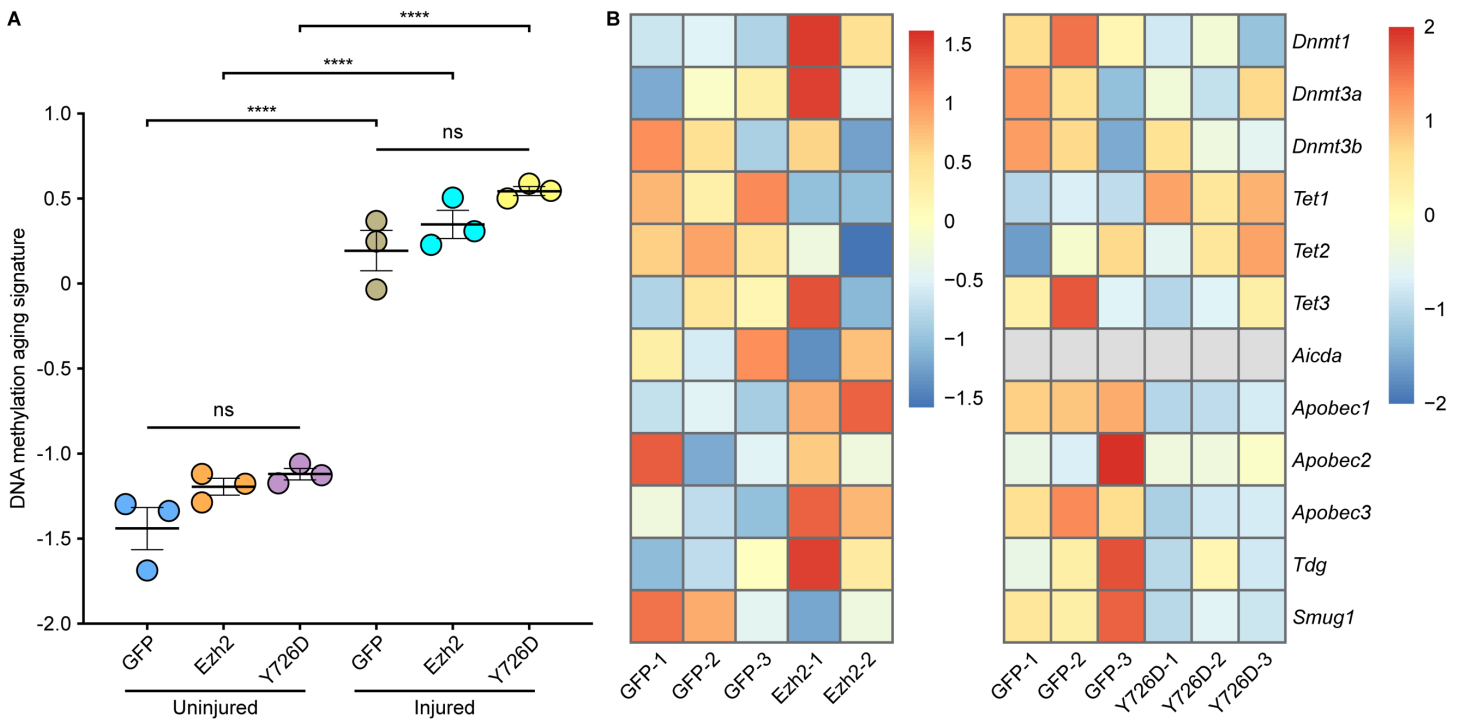 A
****
****
****
ns
ns
DNA methylation aging signature
1.0
0.5
0
-0.5
-1.0
-1.5
-2.0
GFP
Ezh2
Y726D
GFP
Ezh2
Y726D
Uninjured
Injured
B
1.5
1
0.5
0
−0.5
−1
−1.5
GFP-1
GFP-2
GFP-3
Ezh2-1
Ezh2-2
Dnmt1
Dnmt3a
Dnmt3b
Tet1
Tet2
Tet3
Aicda
Apobec1
Apobec2
Apobec3
Tdg
Smug1
2
1
0
−1
−2
GFP-1
GFP-2
GFP-3
Y726D-1
Y726D-2
Y726D-3